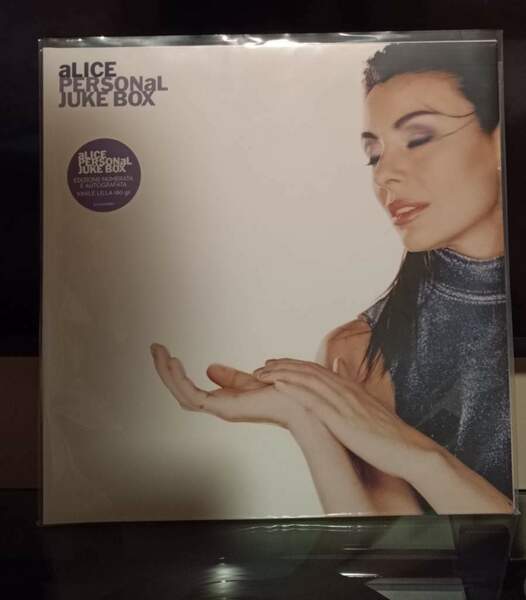 aLICE
PERSONaL
JUKE BOX
aLICE
PERSONaL
JUKE BOX
EDIZIONE NUMERATA
E AUTOGRAFATA
VINILE LILLA 180 gr.